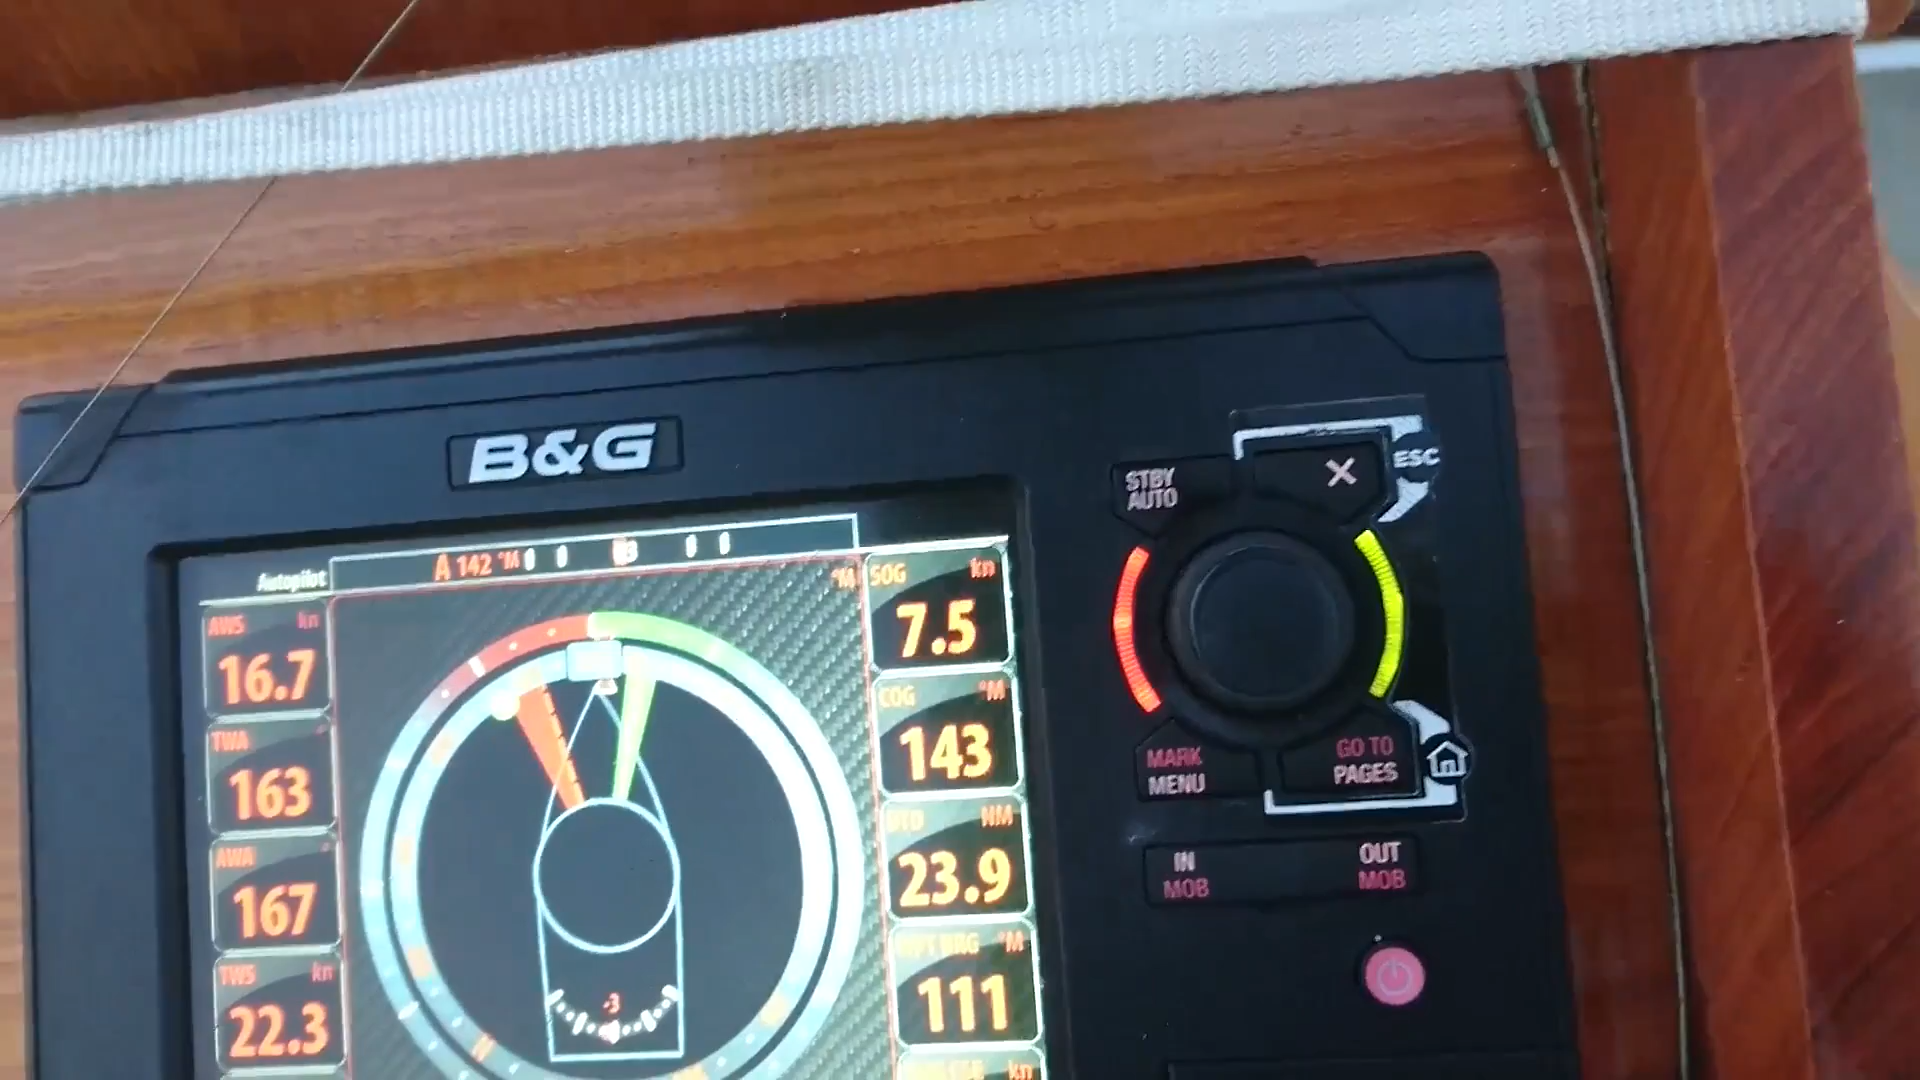 B&G
Autopilot
A 142 °M
AWS kn
16.7
TWA °
163
AWA °
167
TWS kn
22.3
-3
N
°M
SOG kn
7.5
COG °M
143
DTD NM
23.9
BRG °M
111
kn
STBY
AUTO
X
ESC
MARK
MENU
GO TO
PAGES
IN
MOB
OUT
MOB